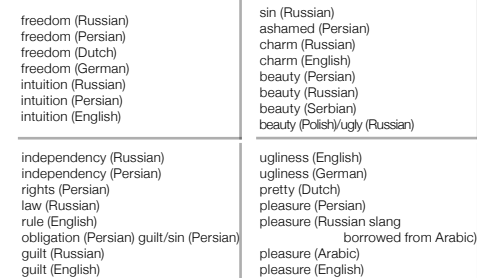 freedom (Russian)
freedom (Persian)
freedom (Dutch)
freedom (German)
intuition (Russian)
intuition (Persian)
intuition (English)
sin (Russian)
ashamed (Persian)
charm (Russian)
charm (English)
beauty (Persian)
beauty (Russian)
beauty (Serbian)
beauty (Polish)/ugly (Russian)
independency (Russian)
independency (Persian)
rights (Persian)
law (Russian)
rule (English)
obligation (Persian) guilt/sin (Persian)
guilt (Russian)
guilt (English)
ugliness (English)
ugliness (German)
pretty (Dutch)
pleasure (Persian)
pleasure (Russian slang
borrowed from Arabic)
pleasure (Arabic)
pleasure (English)